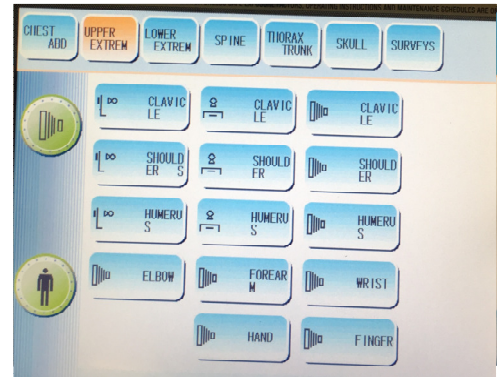 CHEST ADD
UPPER EXTREM
LOWER EXTREM
SPINE
THORAX TRUNK
SKULL
SURVEYS
CLAVIC
LE
CLAVIC
LE
CLAVIC
LE
SHOULD
ER S
SHOULD
ER
SHOULD
ER
HUMERU
S
HUMERU
S
HUMERU
S
ELBOW
FOREAR
M
WRIST
HAND
FINGER